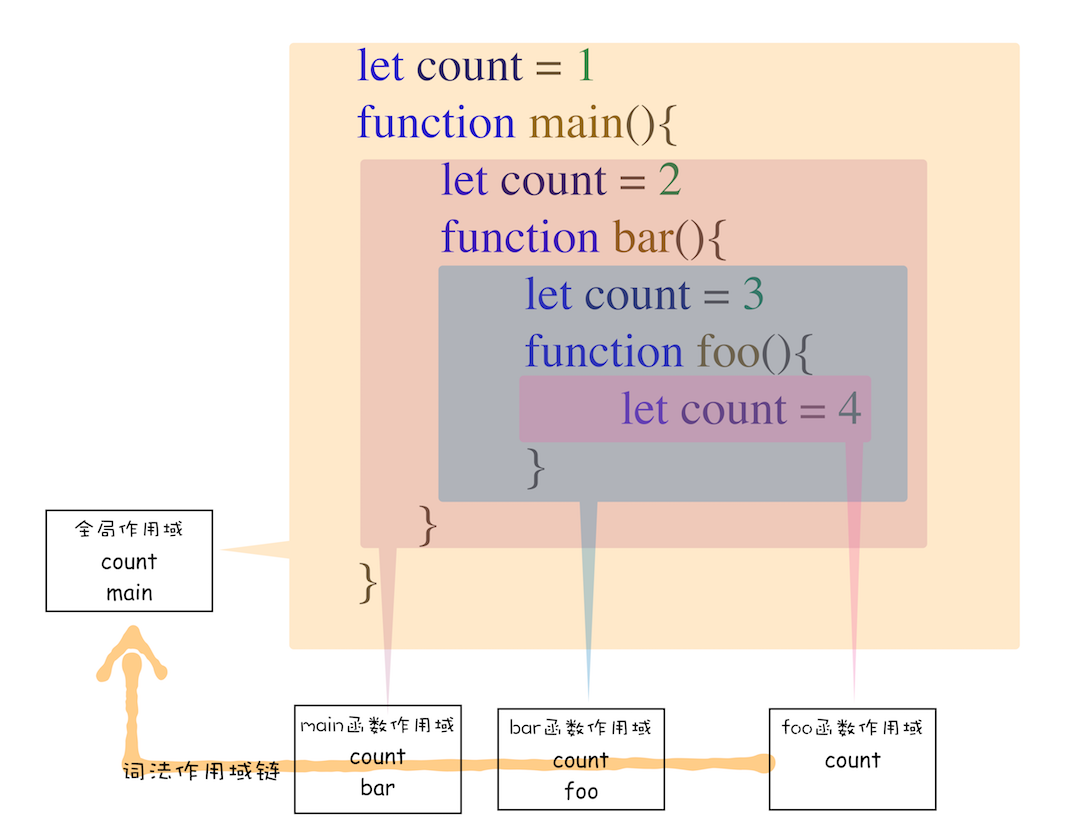 let count = 1
function main(){
let count = 2
function bar(){
let count = 3
function foo(){
let count = 4
}
}
}
全局作用域
count
main
main函数作用域
count
bar
bar函数作用域
count
foo
foo函数作用域
count
词法作用域链